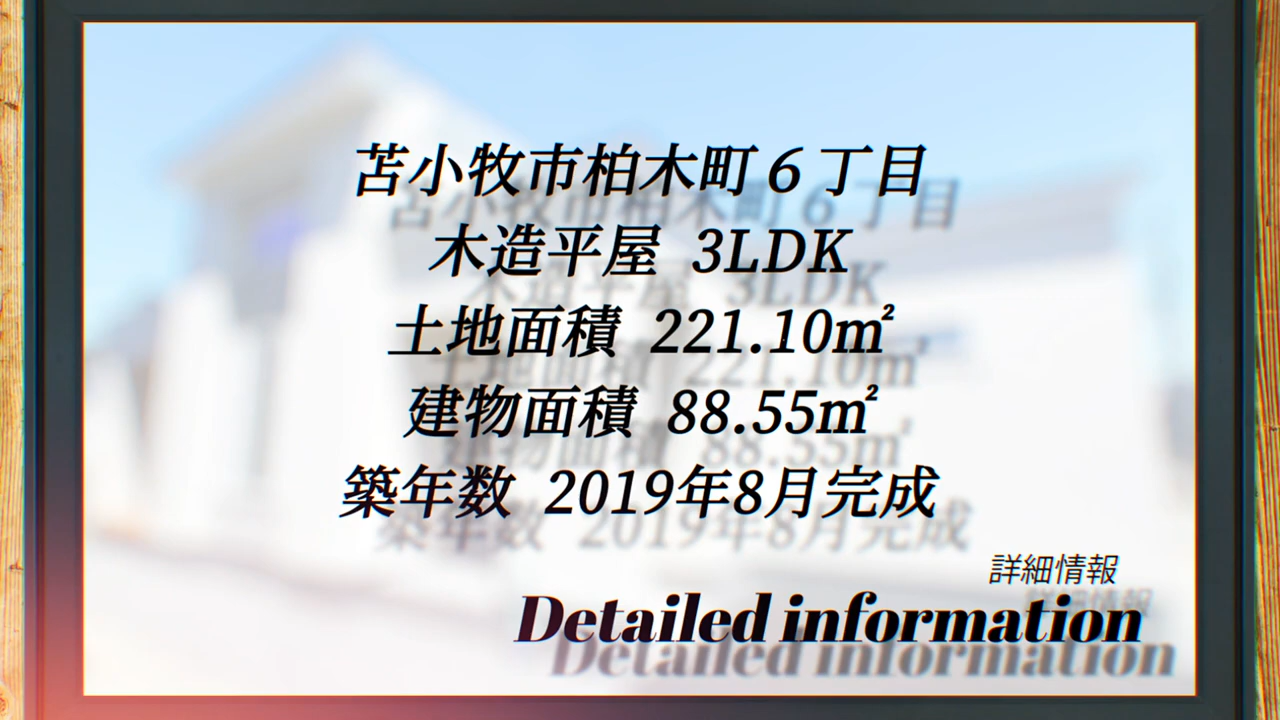 苫小牧市柏木町６丁目
木造平屋 3LDK
土地面積 221.10㎡
建物面積 88.55㎡
築年数 2019年8月完成
詳細情報
Detailed information